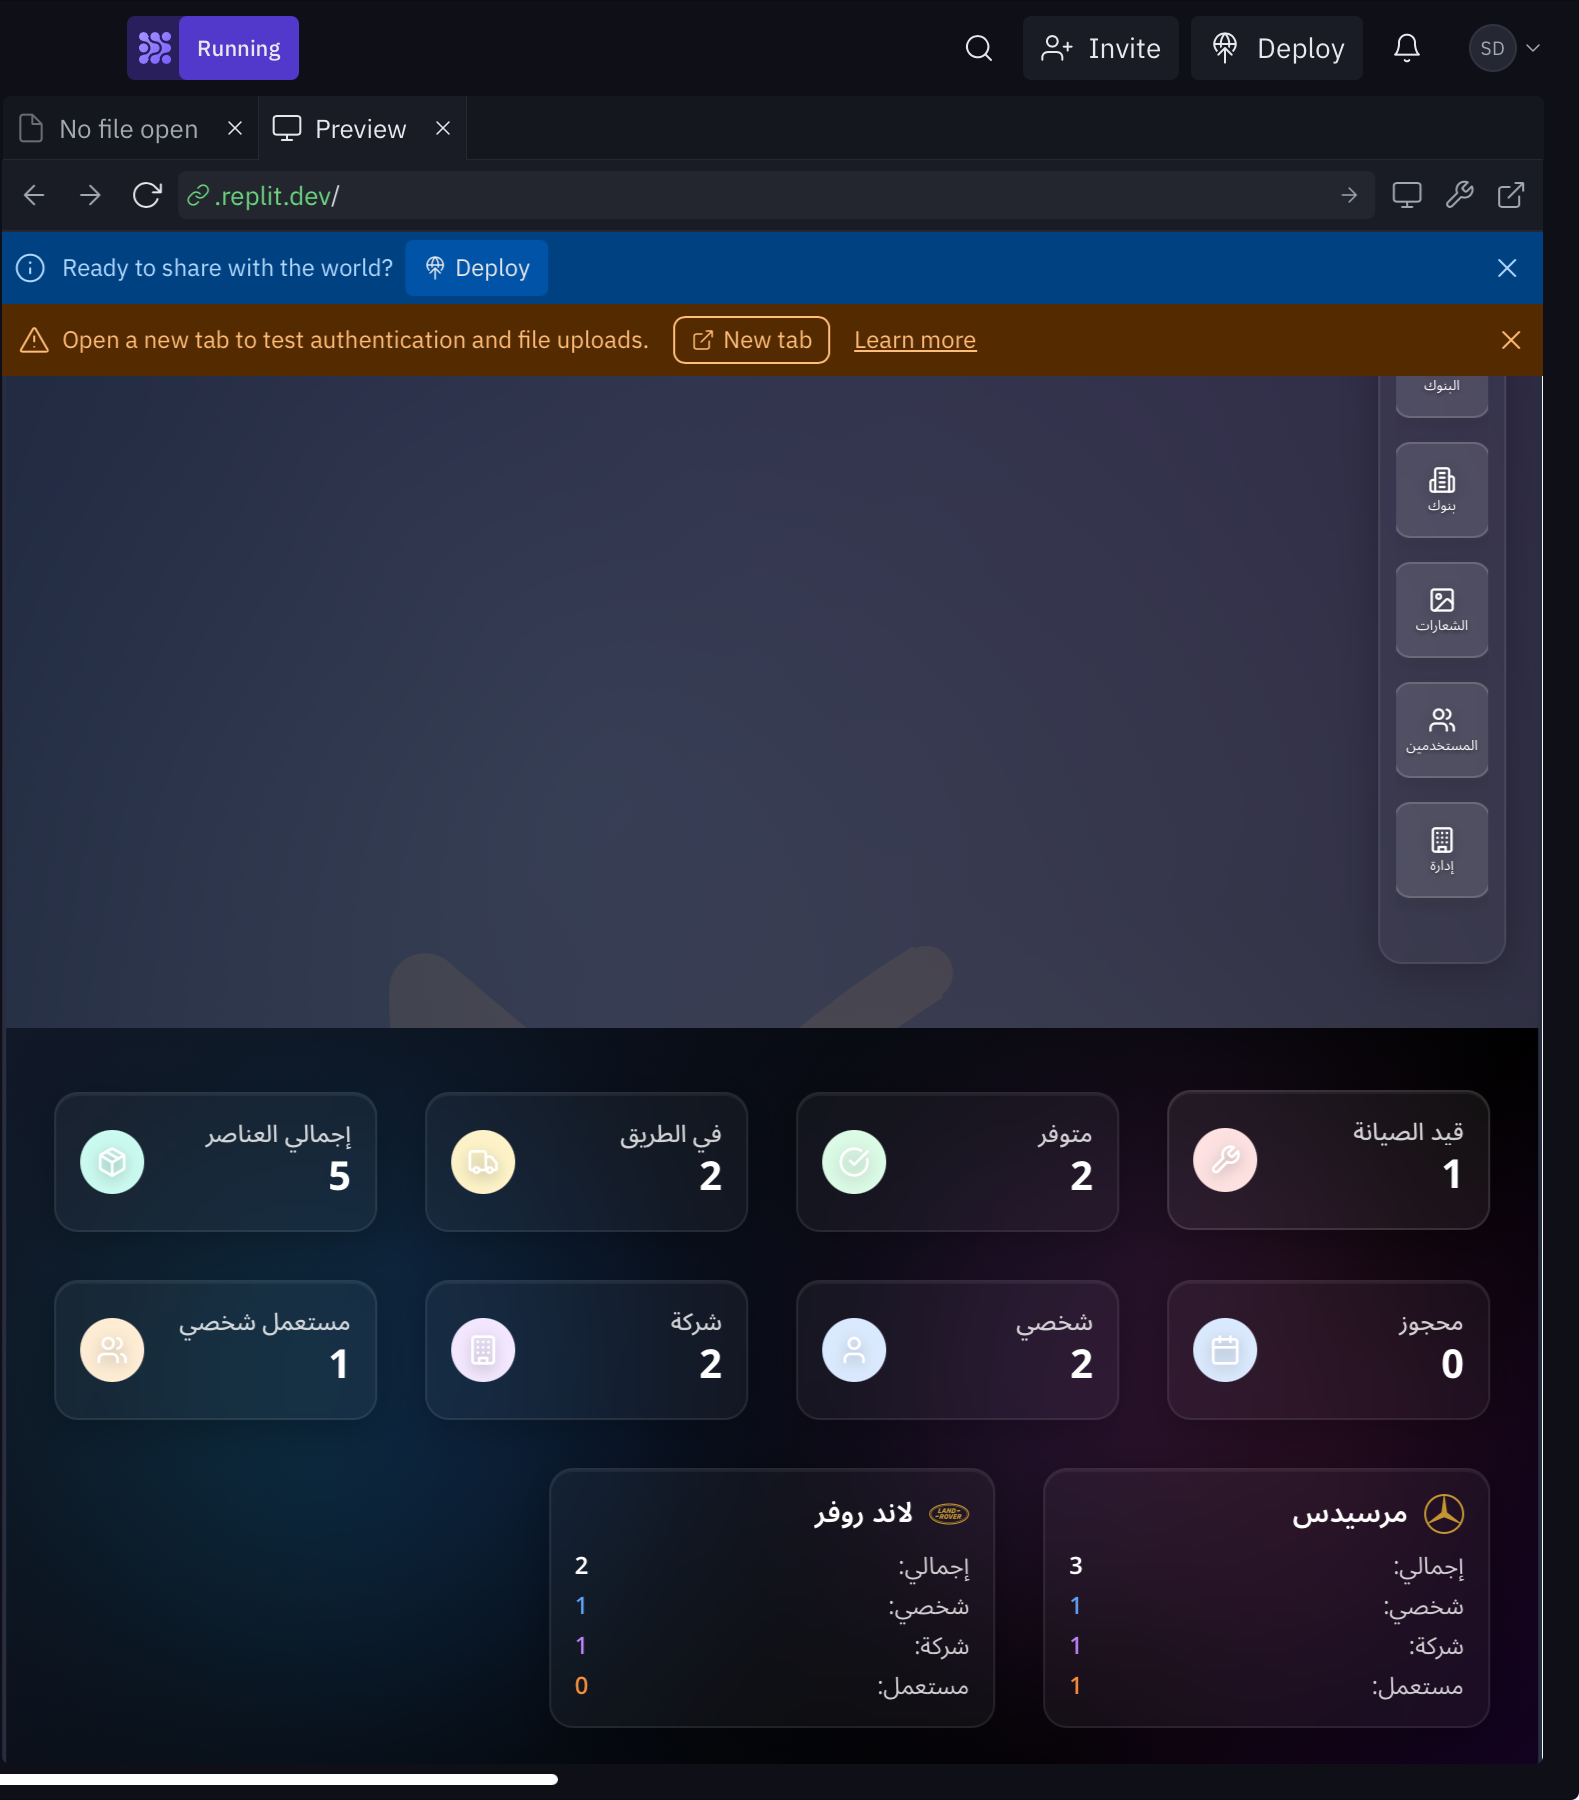 Running
Invite
Deploy
SD
No file open
Preview
.replit.dev/
Ready to share with the world?
Deploy
Open a new tab to test authentication and file uploads.
New tab
Learn more
البنوك
بنوك
الشعارات
المستخدمين
إدارة
قيد الصيانة
1
متوفر
2
في الطريق
2
إجمالي العناصر
5
محجوز
0
شخصي
2
شركة
2
مستعمل شخصي
1
مرسيدس
إجمالي: 3
شخصي: 1
شركة: 1
مستعمل: 1
LAND-
-ROVER
لاند روفر
إجمالي: 2
شخصي: 1
شركة: 1
مستعمل: 0